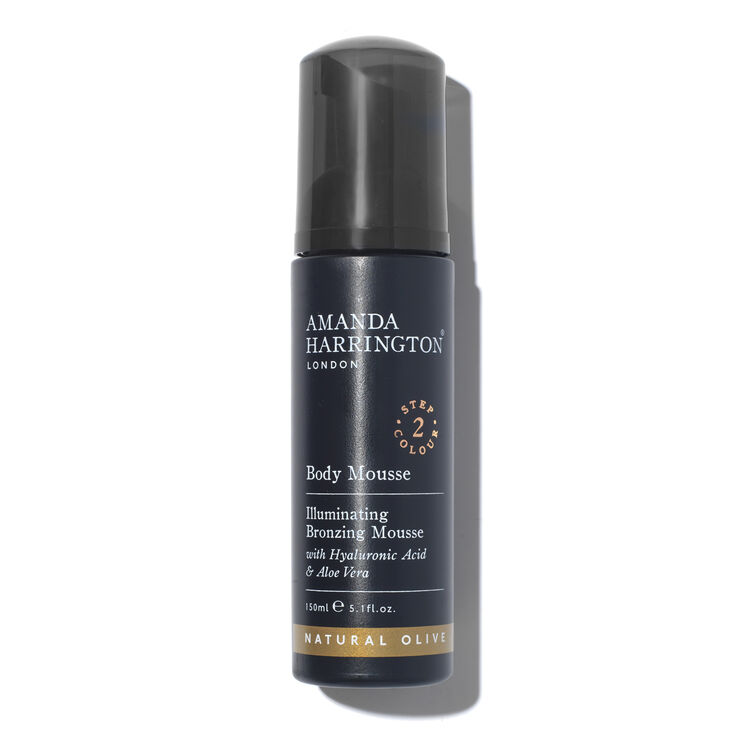 AMANDA
HARRINGTON®
LONDON
STEP
2
COLOUR
Body Mousse
Illuminating
Bronzing Mousse
with Hyaluronic Acid
& Aloe Vera
150ml ℮ 5.1fl.oz.
NATURAL OLIVE